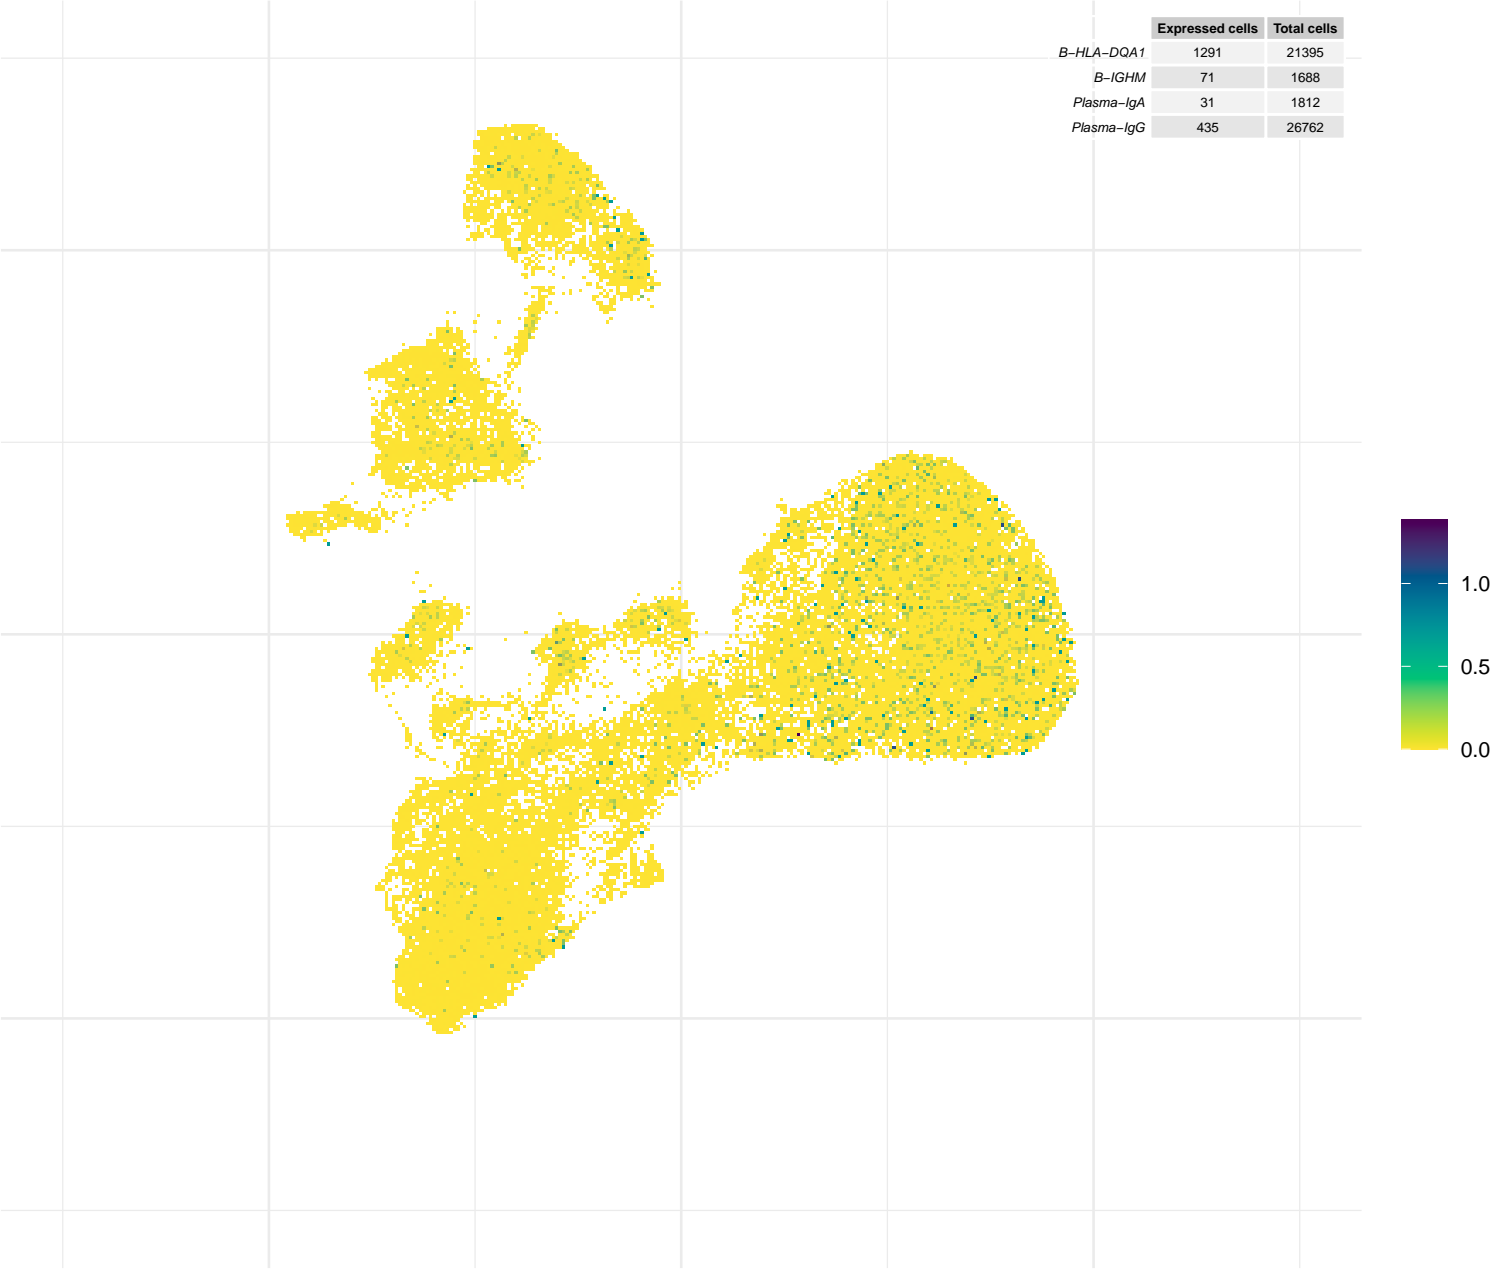 Expressed cells Total cells
B−HLA−DQA1 1291 21395
B−IGHM 71 1688
Plasma−IgA 31 1812
Plasma−IgG 435 26762
1.0
0.5
0.0